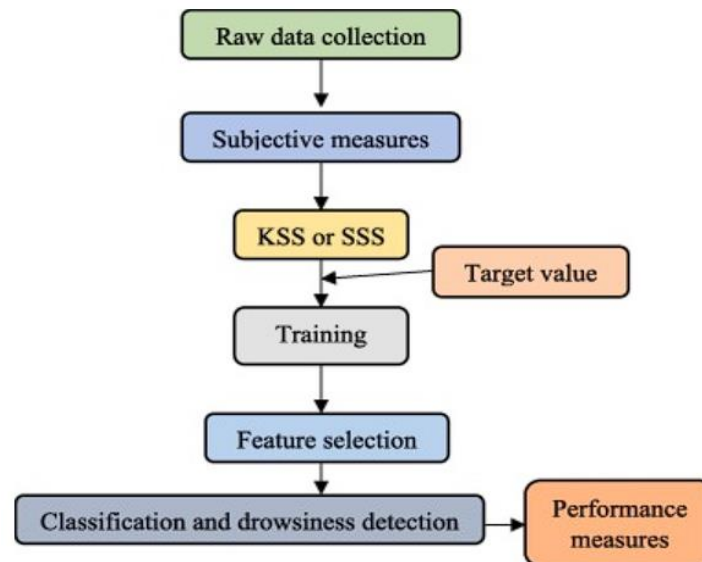 Raw data collection
Subjective measures
KSS or SSS
Target value
Training
Feature selection
Classification and drowsiness detection
Performance
measures